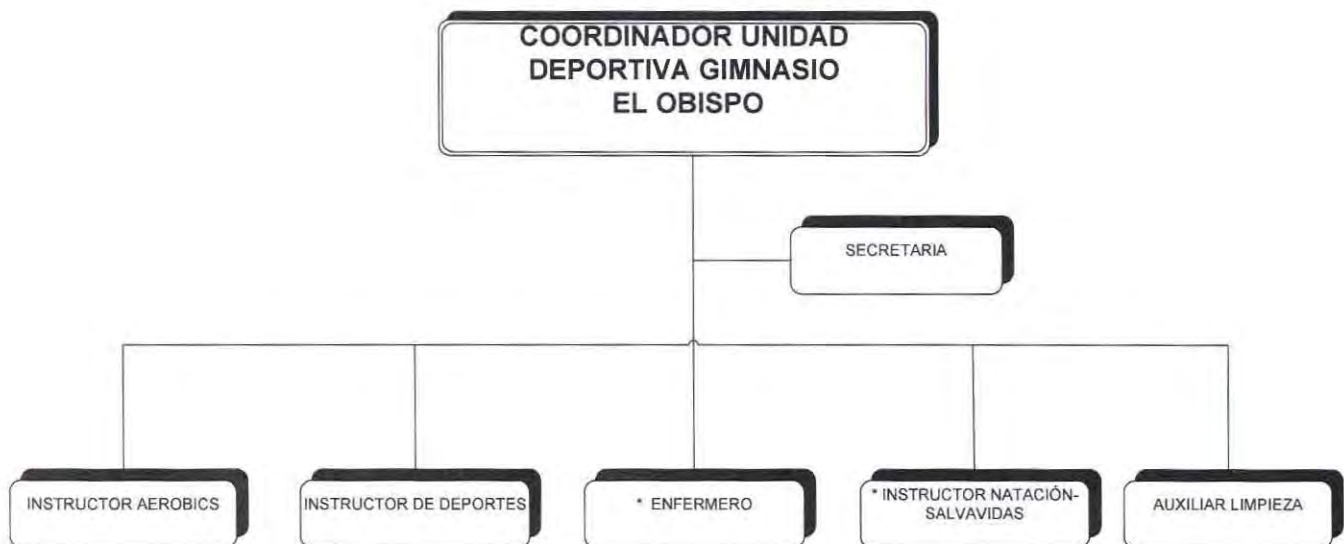 COORDINADOR UNIDAD
DEPORTIVA GIMNASIO
EL OBISPO
SECRETARIA
INSTRUCTOR AEROBICS
INSTRUCTOR DE DEPORTES
* ENFERMERO
* INSTRUCTOR NATACIÓN-
SALVAVIDAS
AUXILIAR LIMPIEZA